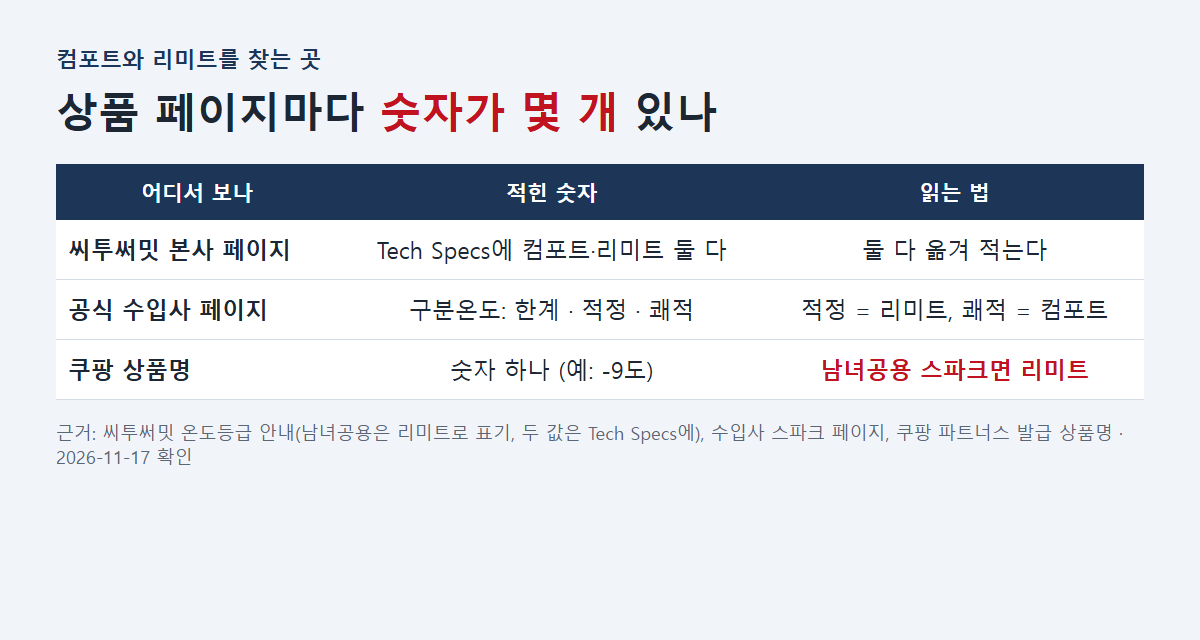 컴포트와 리미트를 찾는 곳
상품 페이지마다 숫자가 몇 개 있나
어디서 보나 적힌 숫자 읽는 법
씨투써밋 본사 페이지 Tech Specs에 컴포트·리미트 둘 다 둘 다 옮겨 적는다
공식 수입사 페이지 구분온도: 한계 · 적정 · 쾌적 적정 = 리미트, 쾌적 = 컴포트
쿠팡 상품명 숫자 하나 (예: -9도) 남녀공용 스파크면 리미트
근거: 씨투써밋 온도등급 안내(남녀공용은 리미트로 표기, 두 값은 Tech Specs에), 수입사 스파크 페이지, 쿠팡 파트너스 발급 상품명 ·
2026-11-17 확인